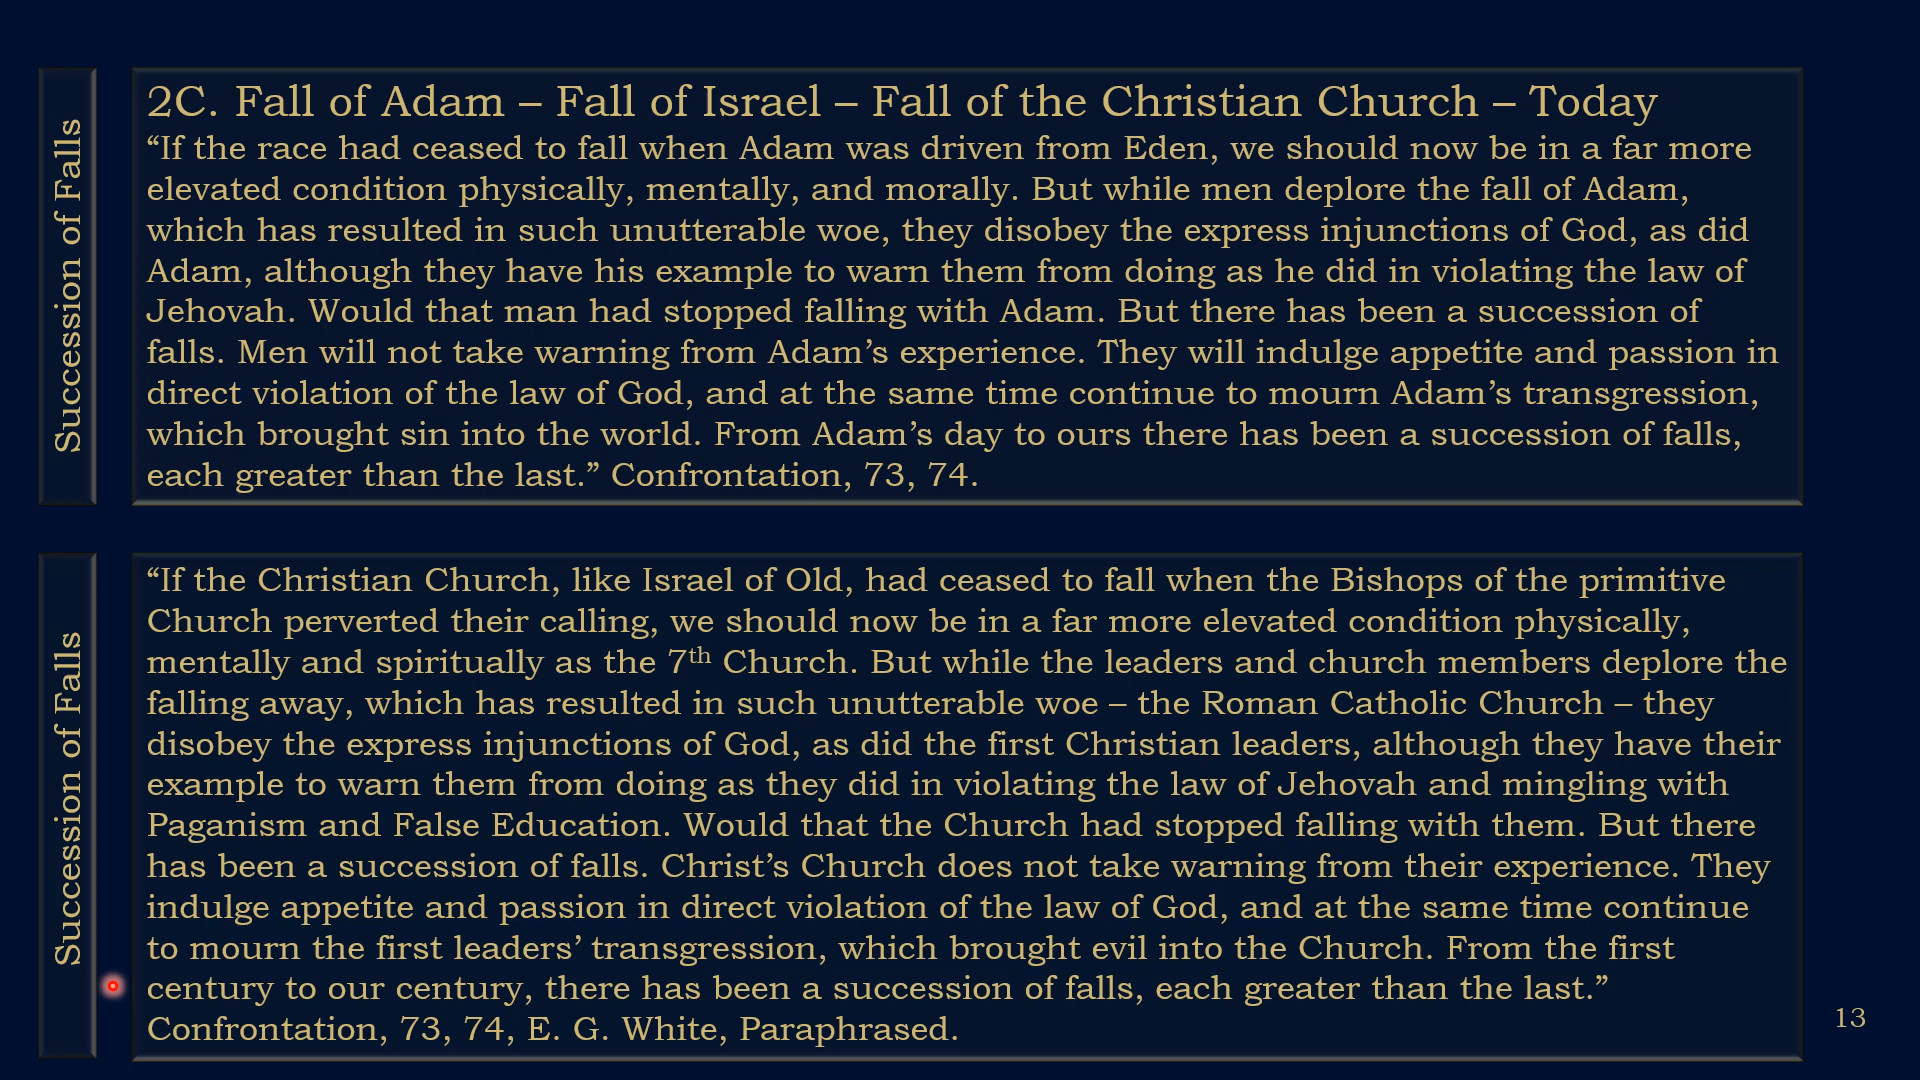 Succession of Falls
2C. Fall of Adam – Fall of Israel – Fall of the Christian Church – Today
“If the race had ceased to fall when Adam was driven from Eden, we should now be in a far more
elevated condition physically, mentally, and morally. But while men deplore the fall of Adam,
which has resulted in such unutterable woe, they disobey the express injunctions of God, as did
Adam, although they have his example to warn them from doing as he did in violating the law of
Jehovah. Would that man had stopped falling with Adam. But there has been a succession of
falls. Men will not take warning from Adam’s experience. They will indulge appetite and passion in
direct violation of the law of God, and at the same time continue to mourn Adam’s transgression,
which brought sin into the world. From Adam’s day to ours there has been a succession of falls,
each greater than the last.” Confrontation, 73, 74.
Succession of Falls
“If the Christian Church, like Israel of Old, had ceased to fall when the Bishops of the primitive
Church perverted their calling, we should now be in a far more elevated condition physically,
mentally and spiritually as the 7th Church. But while the leaders and church members deplore the
falling away, which has resulted in such unutterable woe – the Roman Catholic Church – they
disobey the express injunctions of God, as did the first Christian leaders, although they have their
example to warn them from doing as they did in violating the law of Jehovah and mingling with
Paganism and False Education. Would that the Church had stopped falling with them. But there
has been a succession of falls. Christ’s Church does not take warning from their experience. They
indulge appetite and passion in direct violation of the law of God, and at the same time continue
to mourn the first leaders’ transgression, which brought evil into the Church. From the first
century to our century, there has been a succession of falls, each greater than the last.”
Confrontation, 73, 74, E. G. White, Paraphrased.
13